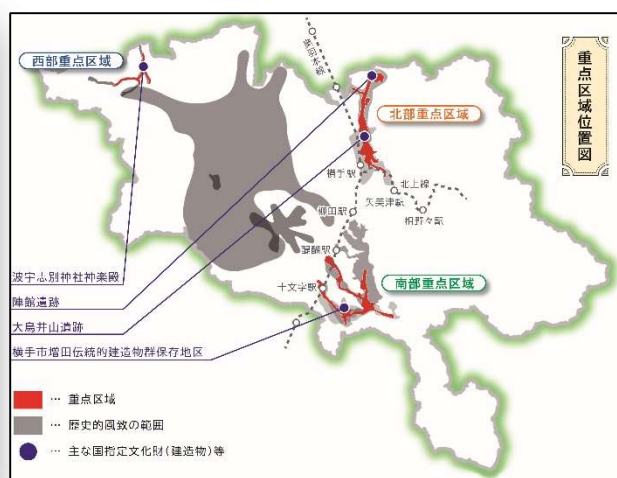 重点区域位置図
西部重点区域
奥羽本線
北部重点区域
横手駅
北上線
矢美津駅
柳田駅
相野々駅
醍醐駅
十文字駅
南部重点区域
波宇志別神社神楽殿
陣館遺跡
大鳥井山遺跡
横手市増田伝統的建造物群保存地区
… 重点区域
… 歴史的風致の範囲
… 主な国指定文化財(建造物)等